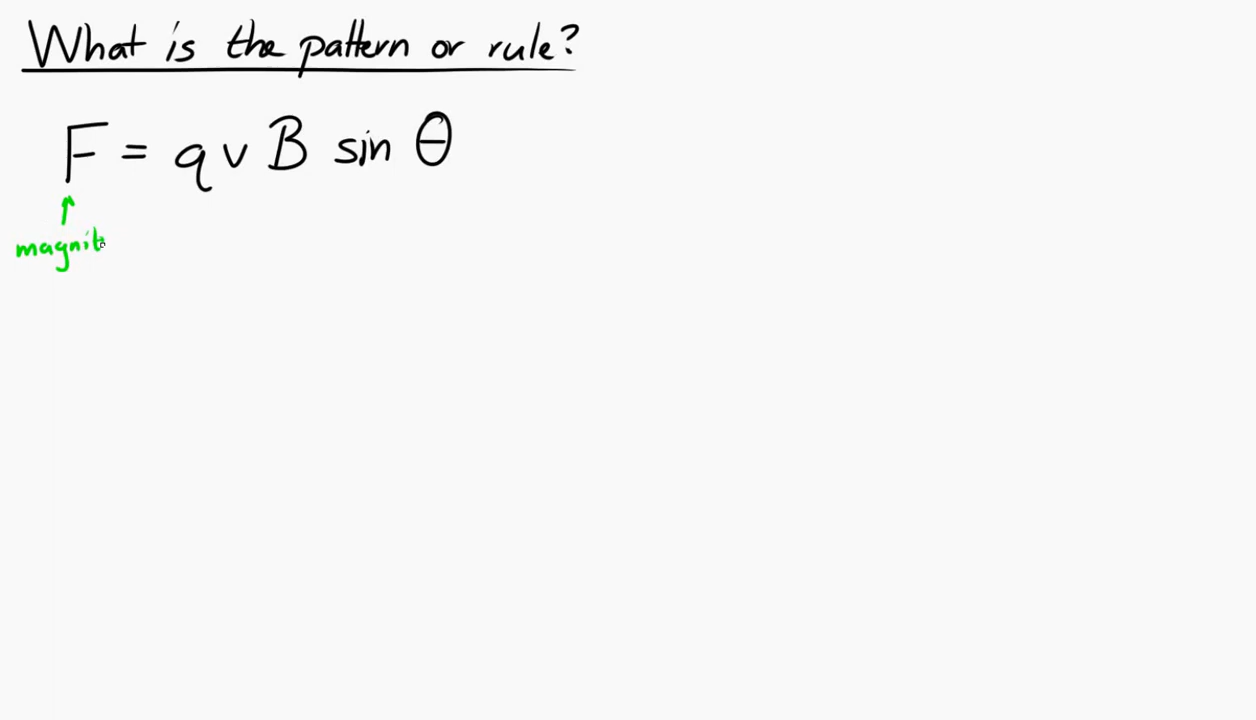 What is the pattern or rule?
F = q v B sin θ
↑
magnit